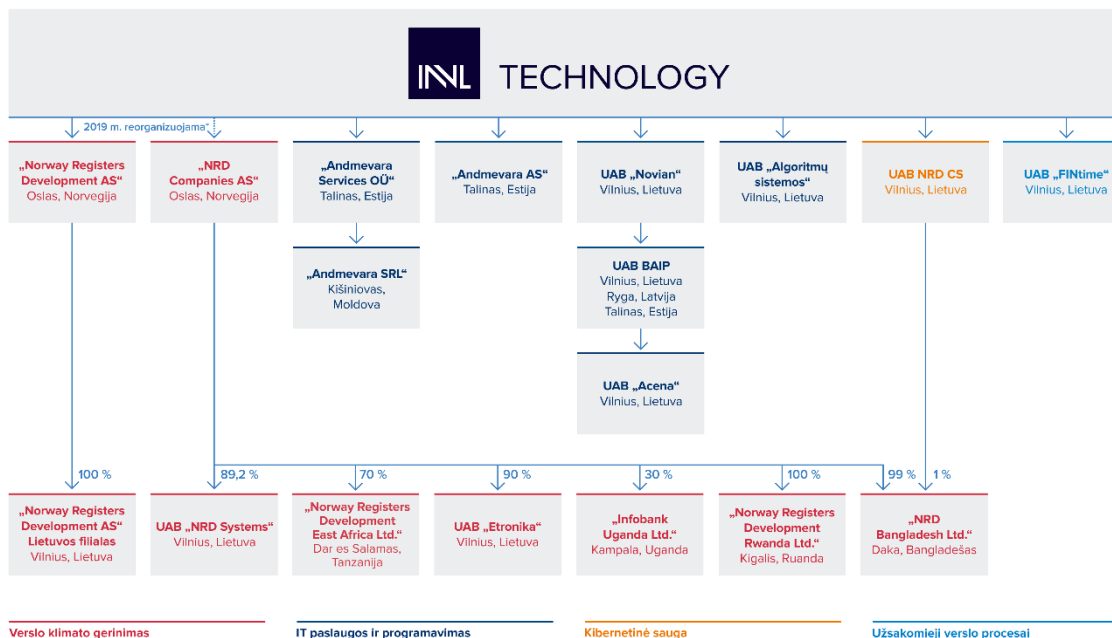 INVL TECHNOLOGY
2019 m. reorganizuojama*
„Norway Registers
Development AS“
Oslas, Norvegija
„NRD
Companies AS“
Oslas, Norvegija
„Andmevara
Services OÜ“
Talinas, Estija
„Andmevara AS“
Talinas, Estija
UAB „Novian“
Vilnius, Lietuva
UAB „Algoritmų
sistemos“
Vilnius, Lietuva
UAB NRD CS
Vilnius, Lietuva
UAB „FINtime“
Vilnius, Lietuva
„Andmevara SRL“
Kišiniovas,
Moldova
UAB BAIP
Vilnius, Lietuva
Ryga, Latvija
Talinas, Estija
UAB „Acena“
Vilnius, Lietuva
100 %
89,2 %
70 %
90 %
30 %
100 %
99 %
1 %
„Norway Registers
Development AS“
Lietuvos filialas
Vilnius, Lietuva
UAB „NRD Systems“
Vilnius, Lietuva
„Norway Registers
Development
East Africa Ltd.“
Dar es Salamas,
Tanzanija
UAB „Etronika“
Vilnius, Lietuva
„Infobank
Uganda Ltd.“
Kampala, Uganda
„Norway Registers
Development
Rwanda Ltd.“
Kigalis, Ruanda
„NRD
Bangladesh Ltd.“
Daka, Bangladešas
Verslo klimato gerinimas
IT paslaugos ir programavimas
Kibernetinė sauga
Užsakomieji verslo procesai